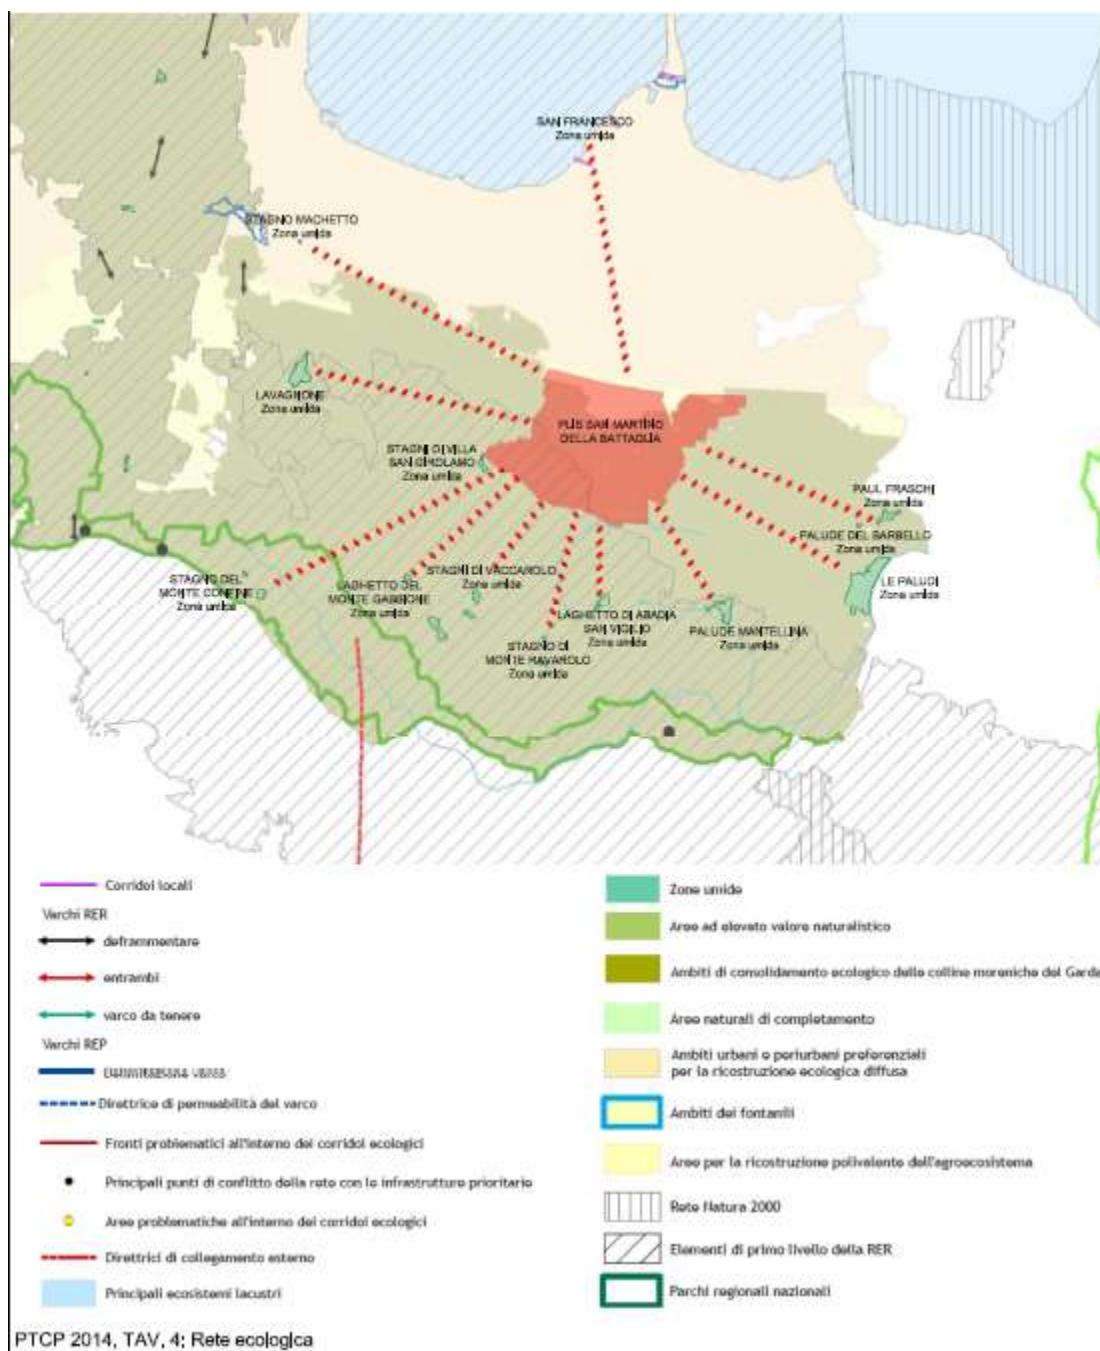 SAN FRANCESCO
Zona umida
STAGNO MACHETTO
Zona umida
LAVAGNONE
Zona umida
PLIS SAN MARTINO
DELLA BATTAGLIA
STAGNI DI VILLA
SAN GIROLAMO
Zona umida
PAUL FRASCHI
Zona umida
PALUDE DEL BARBELLO
Zona umida
LE PALUDI
Zona umida
STAGNO DEL
MONTE CONFINE
Zona umida
LAGHETTO DEL
MONTE GABBIONE
Zona umida
STAGNI DI VACCAROLO
Zona umida
STAGNO DI
MONTE RAVAROLO
Zona umida
LAGHETTO DI ABADIA
SAN VIGILIO
Zona umida
PALUDE MANTELLINA
Zona umida
Corridoi locali
Varchi RER
deframmentare
entrambi
varco da tenere
Varchi REP
Delimitazione varco
Direttrice di permeabilità del varco
Fronti problematici all'interno dei corridoi ecologici
Principali punti di conflitto della rete con le infrastrutture prioritarie
Aree problematiche all'interno dei corridoi ecologici
Direttrici di collegamento esterno
Principali ecosistemi lacustri
Zone umide
Aree ad elevato valore naturalistico
Ambiti di consolidamento ecologico delle colline moreniche del Garda
Aree naturali di completamento
Ambiti urbani e periurbani preferenziali
per la ricostruzione ecologica diffusa
Ambiti dei fontanili
Aree per la ricostruzione polivalente dell'agroecosistema
Rete Natura 2000
Elementi di primo livello della RER
Parchi regionali nazionali
PTCP 2014, TAV, 4; Rete ecologica